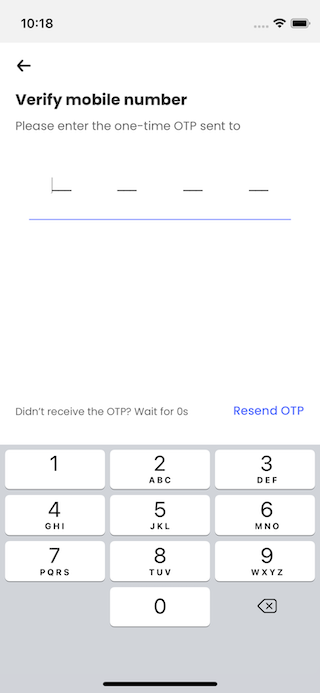 10:18
Verify mobile number
Please enter the one-time OTP sent to
Didn't receive the OTP? Wait for 0s
Resend OTP
1
2
ABC
3
DEF
4
GHI
5
JKL
6
MNO
7
PQRS
8
TUV
9
WXYZ
0